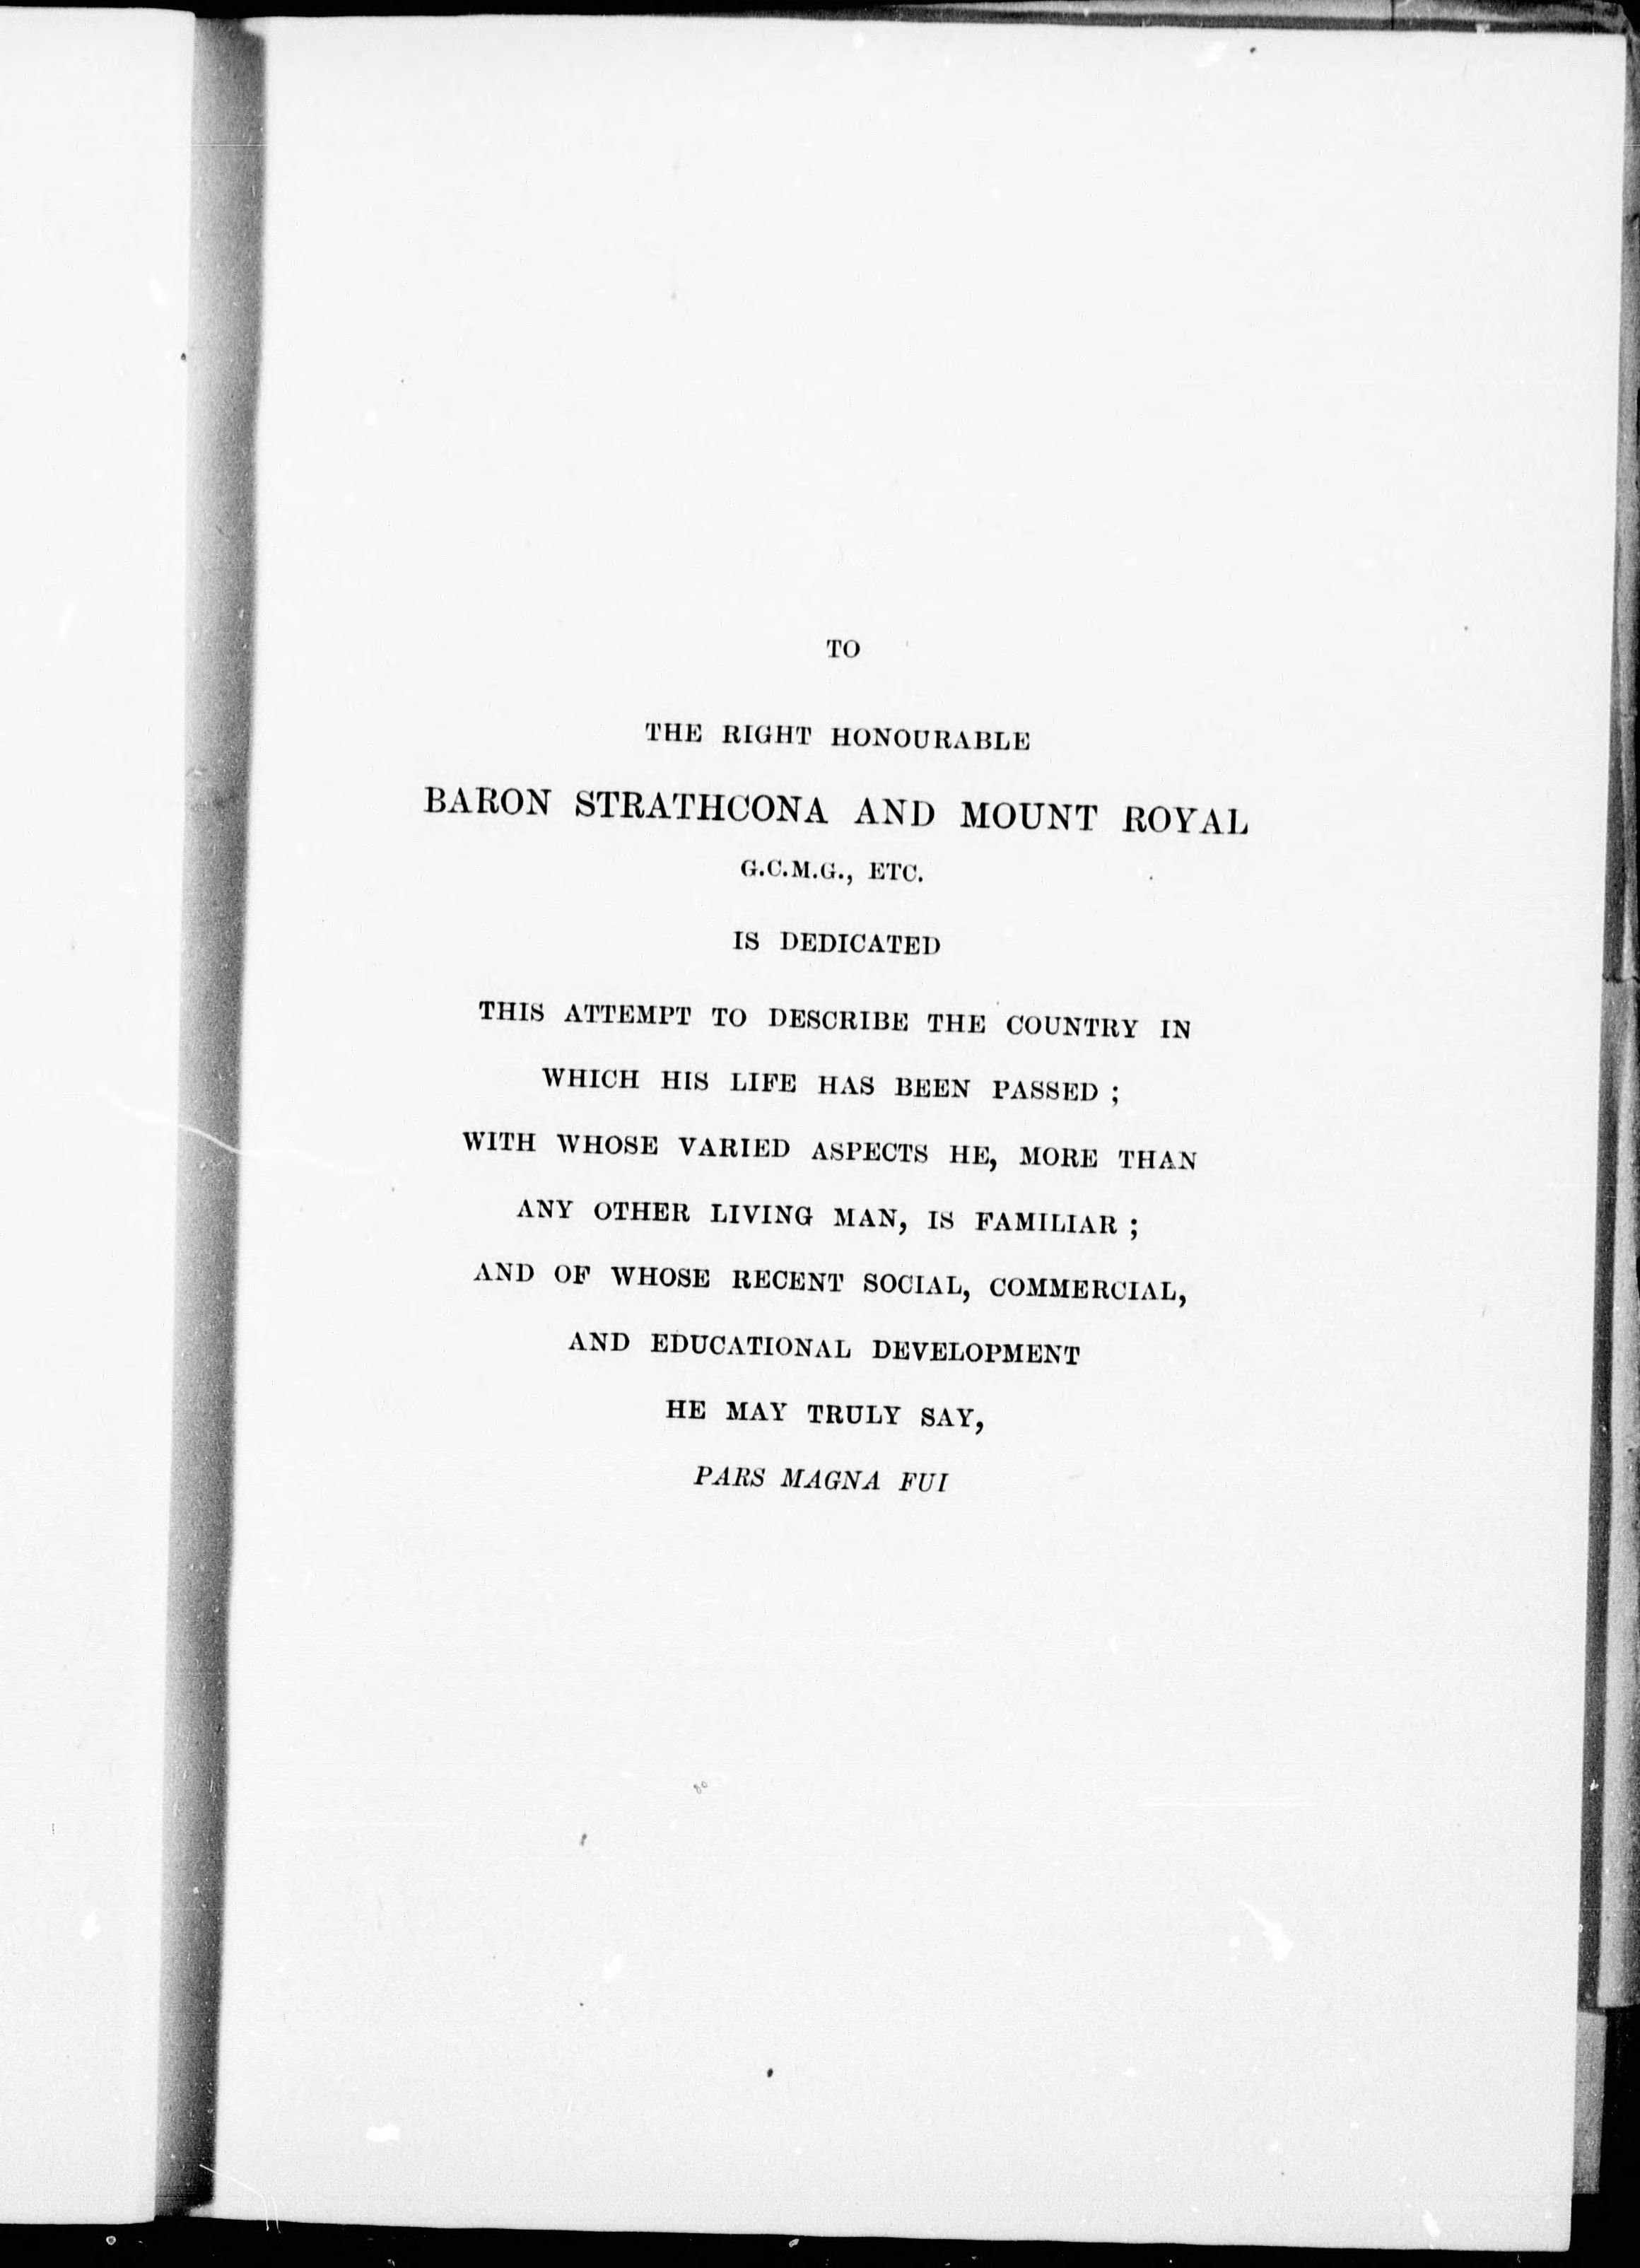 TO
THE RIGHT HONOURABLE
BARON STRATHCONA AND MOUNT ROYAL
G.C.M.G., ETC.
IS DEDICATED
THIS ATTEMPT TO DESCRIBE THE COUNTRY IN
WHICH HIS LIFE HAS BEEN PASSED ;
WITH WHOSE VARIED ASPECTS HE, MORE THAN
ANY OTHER LIVING MAN, IS FAMILIAR ;
AND OF WHOSE RECENT SOCIAL, COMMERCIAL,
AND EDUCATIONAL DEVELOPMENT
HE MAY TRULY SAY,
PARS MAGNA FUI